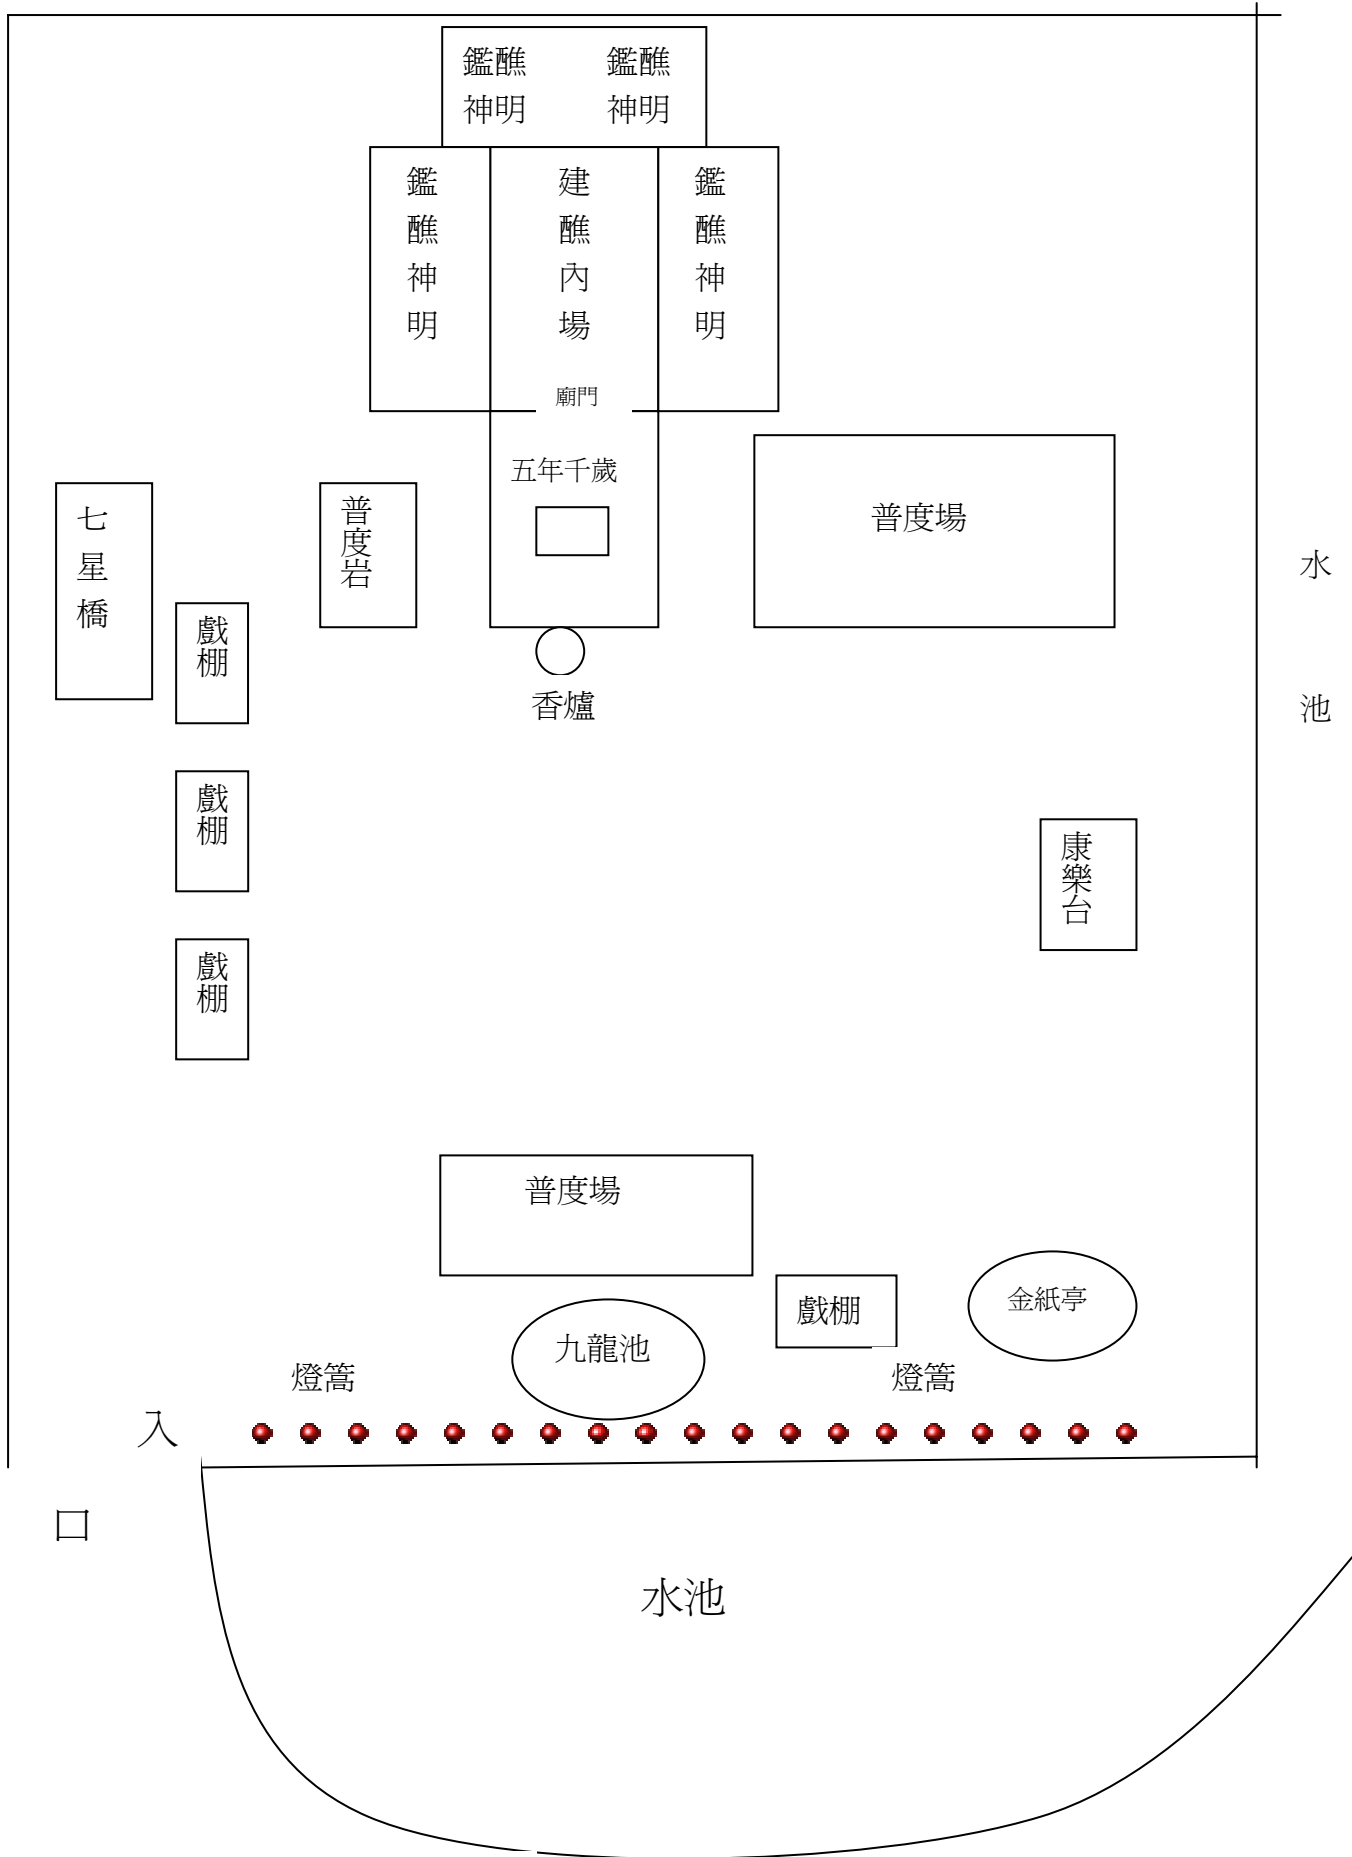 鑑醮 鑑醮
神明 神明
鑑醮神明
建醮內場
鑑醮神明
廟門
五年千歲
七星橋
普度岩
普度場
水池
戲棚
香爐
戲棚
康樂台
戲棚
普度場
戲棚
金紙亭
九龍池
燈篙
燈篙
入口
水池